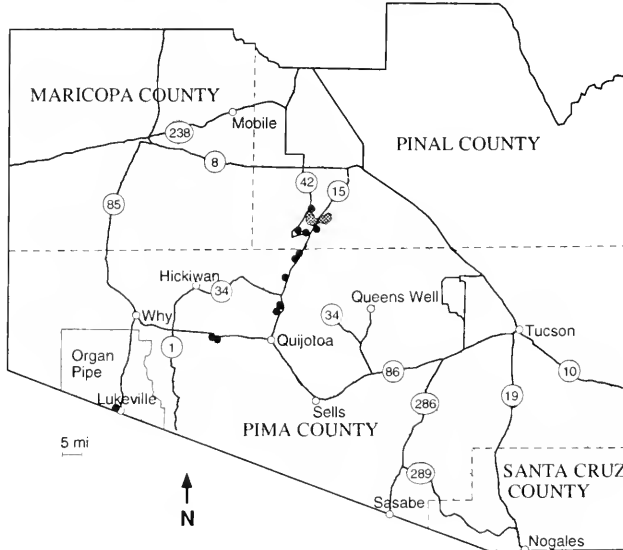 MARICOPA COUNTY
Mobile
238
PINAL COUNTY
8
42
15
85
Hickiwan
34
Queens Well
34
Why
Quijotoa
Tucson
Organ
Pipe
1
86
10
Lukeville
Sells
286
19
PIMA COUNTY
5 mi
289
SANTA CRUZ
COUNTY
Sasabe
N
Nogales